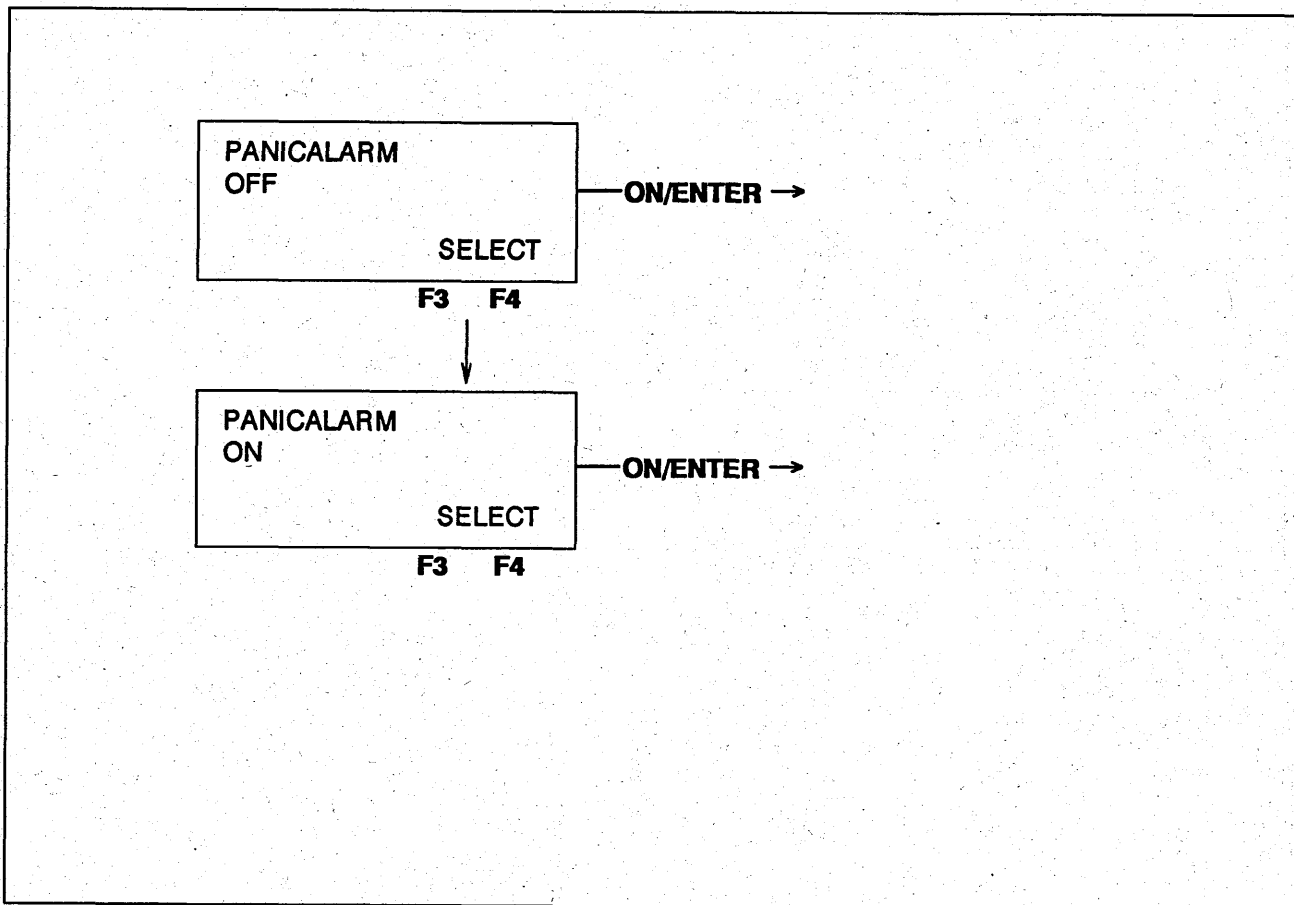 PANICALARM
OFF
ON/ENTER →
SELECT
F3 F4
PANICALARM
ON
ON/ENTER →
SELECT
F3 F4